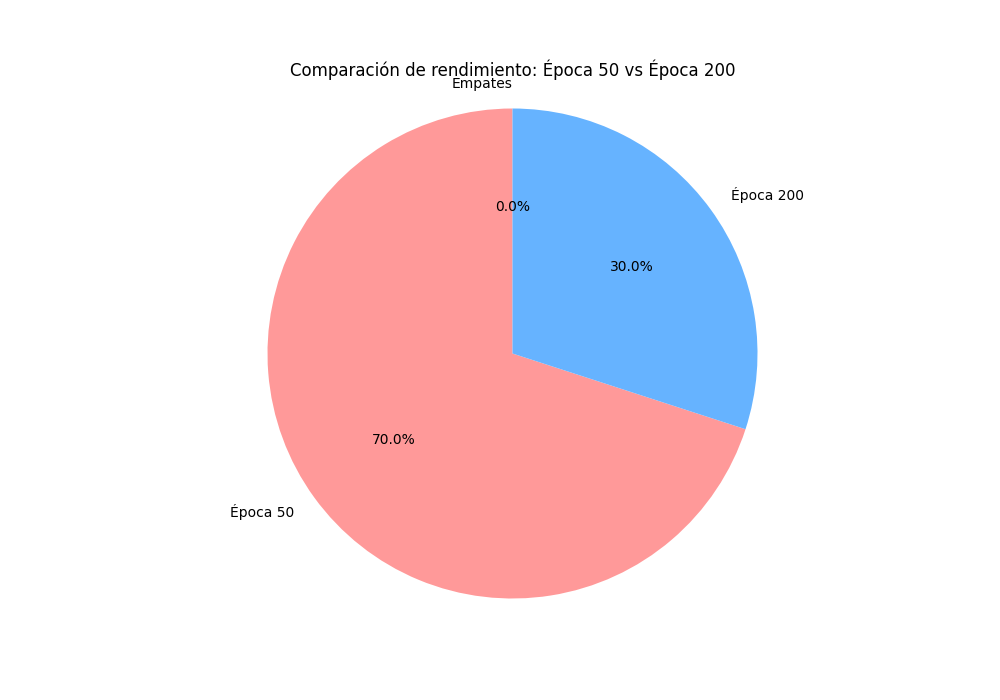 Comparación de rendimiento: Época 50 vs Época 200
Empates
Época 200
0.0%
30.0%
70.0%
Época 50